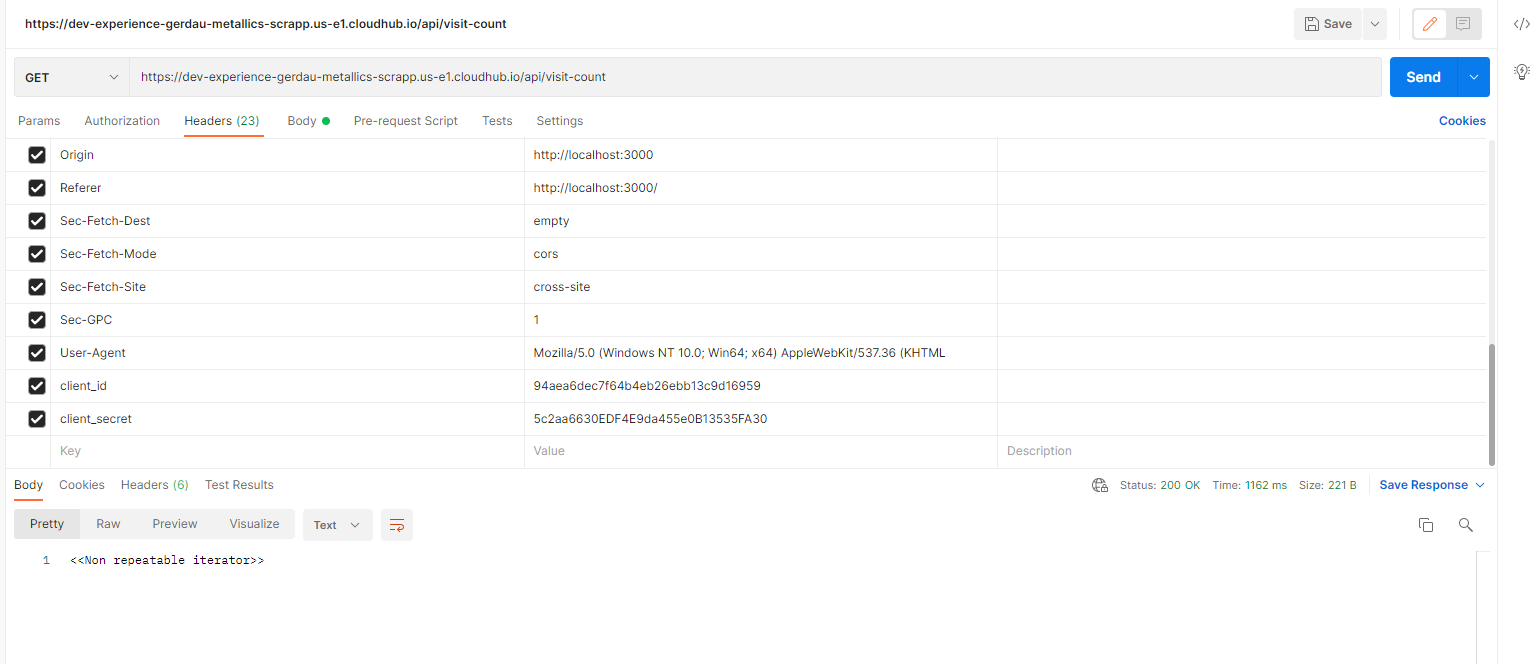 https://dev-experience-gerdau-metallics-scrapp.us-e1.cloudhub.io/api/visit-count
Save
GET https://dev-experience-gerdau-metallics-scrapp.us-e1.cloudhub.io/api/visit-count Send
Params Authorization Headers (23) Body Pre-request Script Tests Settings Cookies
Origin http://localhost:3000
Referer http://localhost:3000/
Sec-Fetch-Dest empty
Sec-Fetch-Mode cors
Sec-Fetch-Site cross-site
Sec-GPC 1
User-Agent Mozilla/5.0 (Windows NT 10.0; Win64; x64) AppleWebKit/537.36 (KHTML
client_id 94aea6dec7f64b4eb26ebb13c9d16959
client_secret 5c2aa6630EDF4E9da455e0B13535FA30
Key Value Description
Body Cookies Headers (6) Test Results Status: 200 OK Time: 1162 ms Size: 221 B Save Response
Pretty Raw Preview Visualize Text
1 <<Non repeatable iterator>>